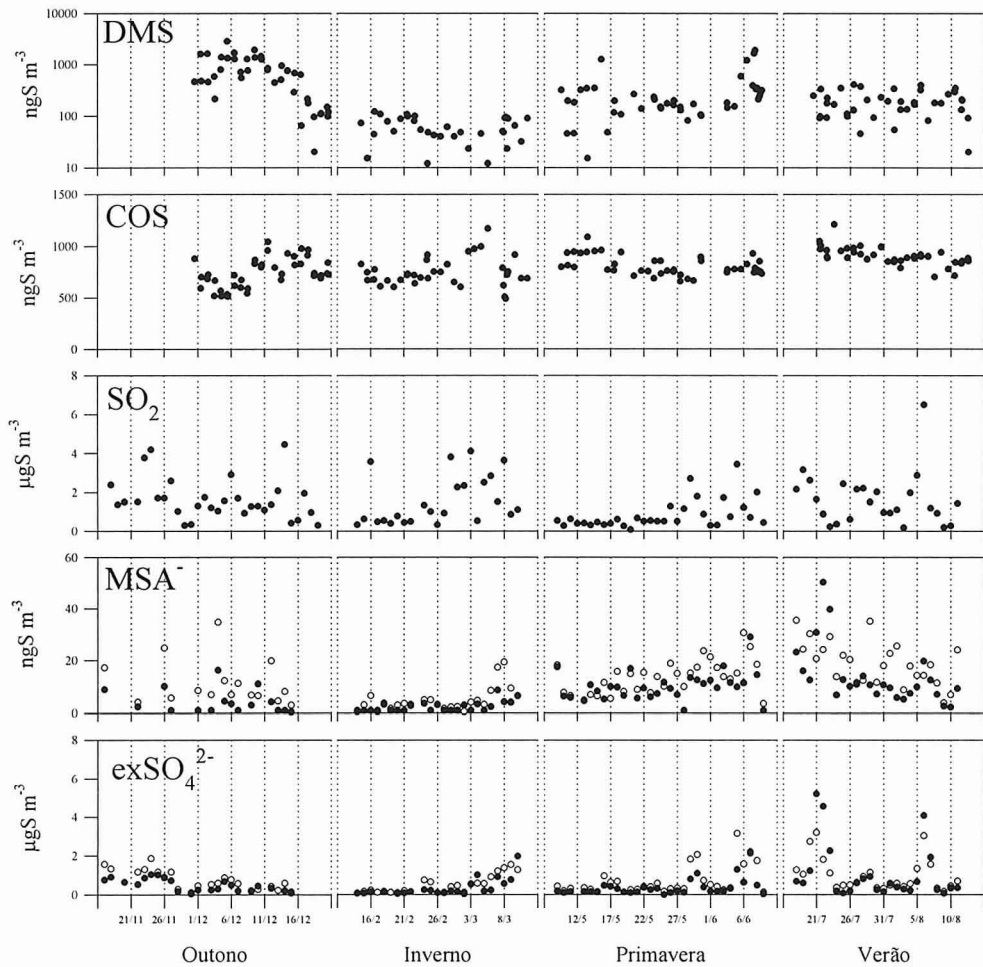 DMS
ngS m-3
10000
1000
100
10
COS
ngS m-3
1500
1000
500
0
SO2
µgS m-3
8
6
4
2
0
MSA-
ngS m-3
60
40
20
0
exSO4 2-
µgS m-3
8
6
4
2
0
21/11 26/11 1/12 6/12 11/12 16/12 16/2 21/2 26/2 3/3 8/3 12/5 17/5 22/5 27/5 1/6 6/6 21/7 26/7 31/7 5/8 10/8
Outono Inverno Primavera Verão